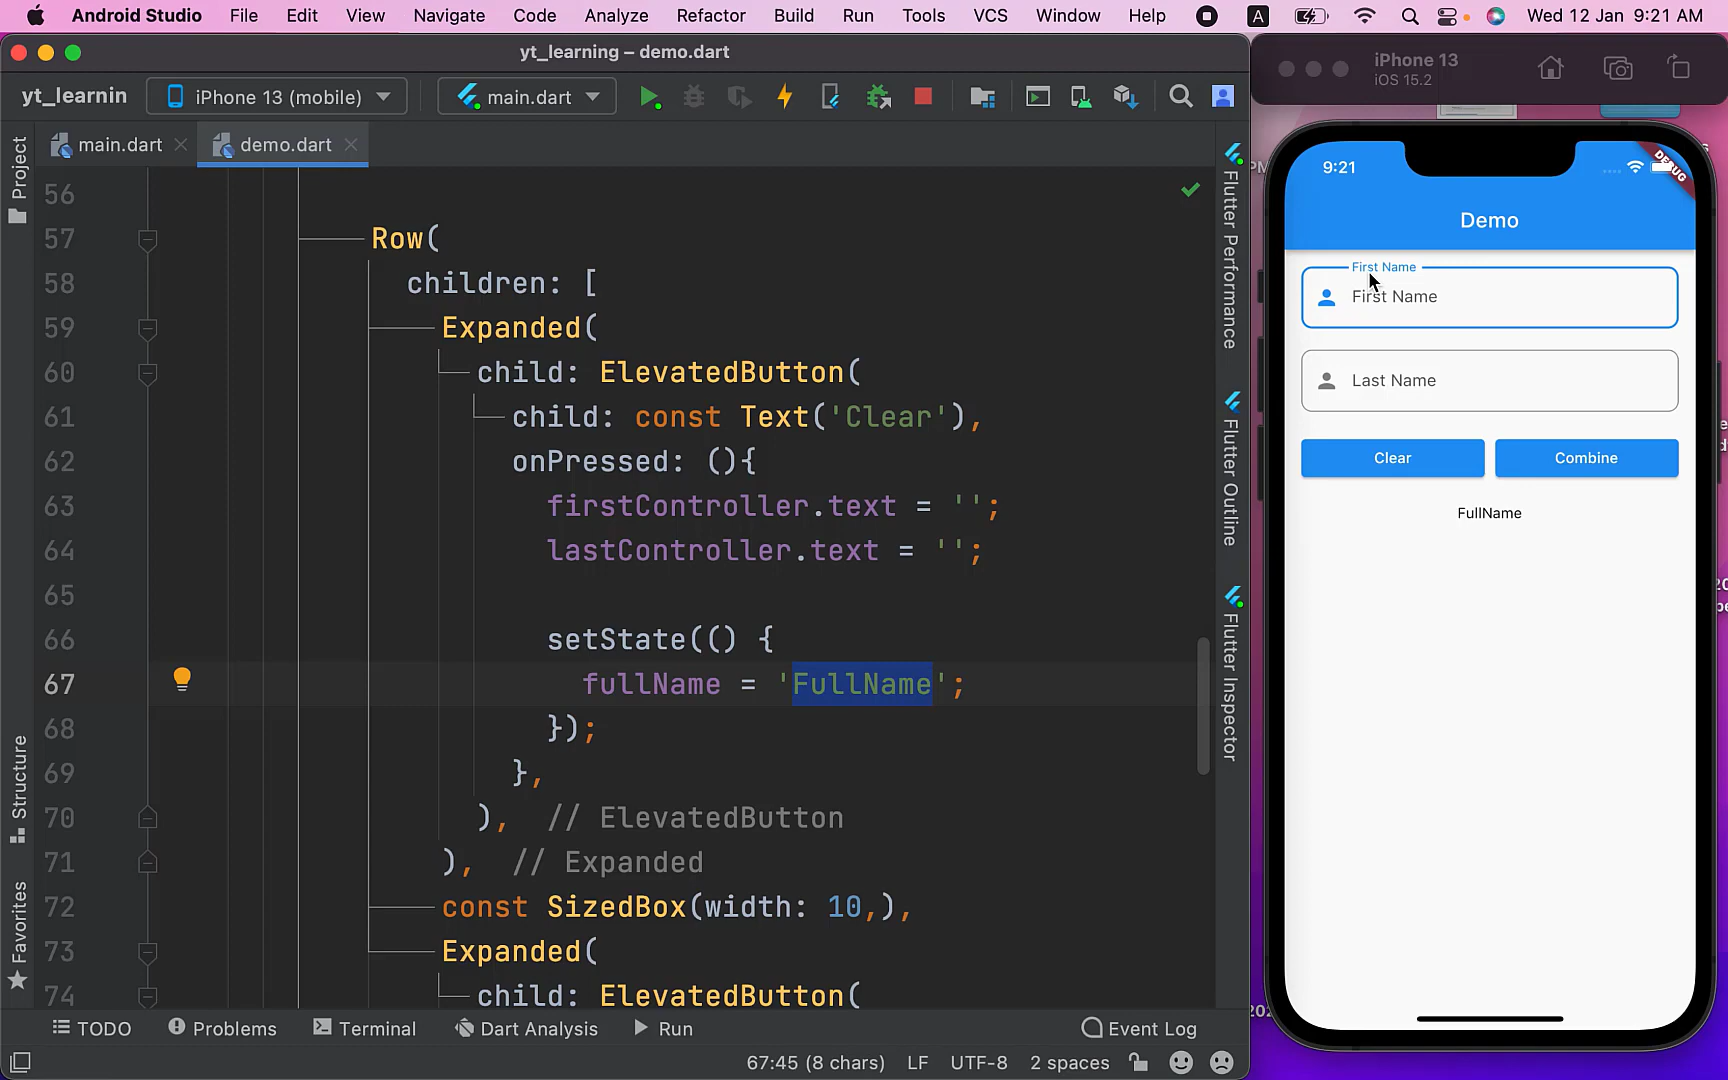 Android Studio File Edit View Navigate Code Analyze Refactor Build Run Tools VCS Window Help A Wed 12 Jan 9:21 AM
yt_learning – demo.dart
yt_learnin iPhone 13 (mobile) main.dart
main.dart demo.dart
Project
Structure
Favorites
56
57 Row(
58 children: [
59 Expanded(
60 child: ElevatedButton(
61 child: const Text('Clear'),
62 onPressed: (){
63 firstController.text = '';
64 lastController.text = '';
65
66 setState(() {
67 fullName = 'FullName';
68 });
69 },
70 ), // ElevatedButton
71 ), // Expanded
72 const SizedBox(width: 10,),
73 Expanded(
74 child: ElevatedButton(
Flutter Performance
Flutter Outline
Flutter Inspector
TODO Problems Terminal Dart Analysis Run Event Log
67:45 (8 chars) LF UTF-8 2 spaces
iPhone 13
iOS 15.2
9:21
DEBUG
Demo
First Name
First Name
Last Name
Clear Combine
FullName